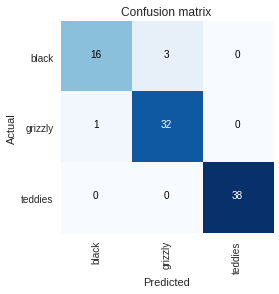 Confusion matrix
Actual
black
16
3
0
grizzly
1
32
0
teddies
0
0
38
black
grizzly
teddies
Predicted